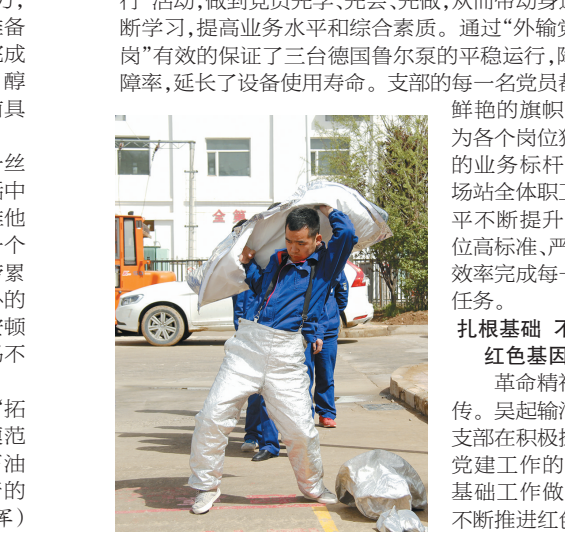 备
成
醇
具
丝
中
他
个
累
的
顿
不
“拓
范
油
的
军)
行”活动,做到党员先学、先会、先做,从而带动身
断学习,提高业务水平和综合素质。通过“外输党
岗”有效的保证了三台德国鲁尔泵的平稳运行,
障率,延长了设备使用寿命。支部的每一名党员都
鲜艳的旗帜
为各个岗位
的业务标杆
场站全体职工
平不断提升
位高标准、严
效率完成每一
任务。
扎根基础 不
红色基因
革命精神
传。吴起输油
支部在积极
党建工作的
基础工作做
不断推进红色
全